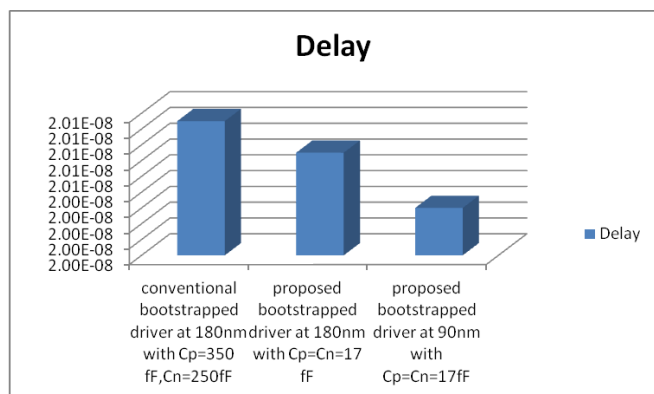 Delay
2.01E-08
2.01E-08
2.01E-08
2.01E-08
2.01E-08
2.00E-08
2.00E-08
2.00E-08
2.00E-08
2.00E-08
conventional
bootstrapped
driver at 180nm
with Cp=350
fF,Cn=250fF
proposed
bootstrapped
driver at 180nm
with Cp=Cn=17
fF
proposed
bootstrapped
driver at 90nm
with
Cp=Cn=17fF
Delay